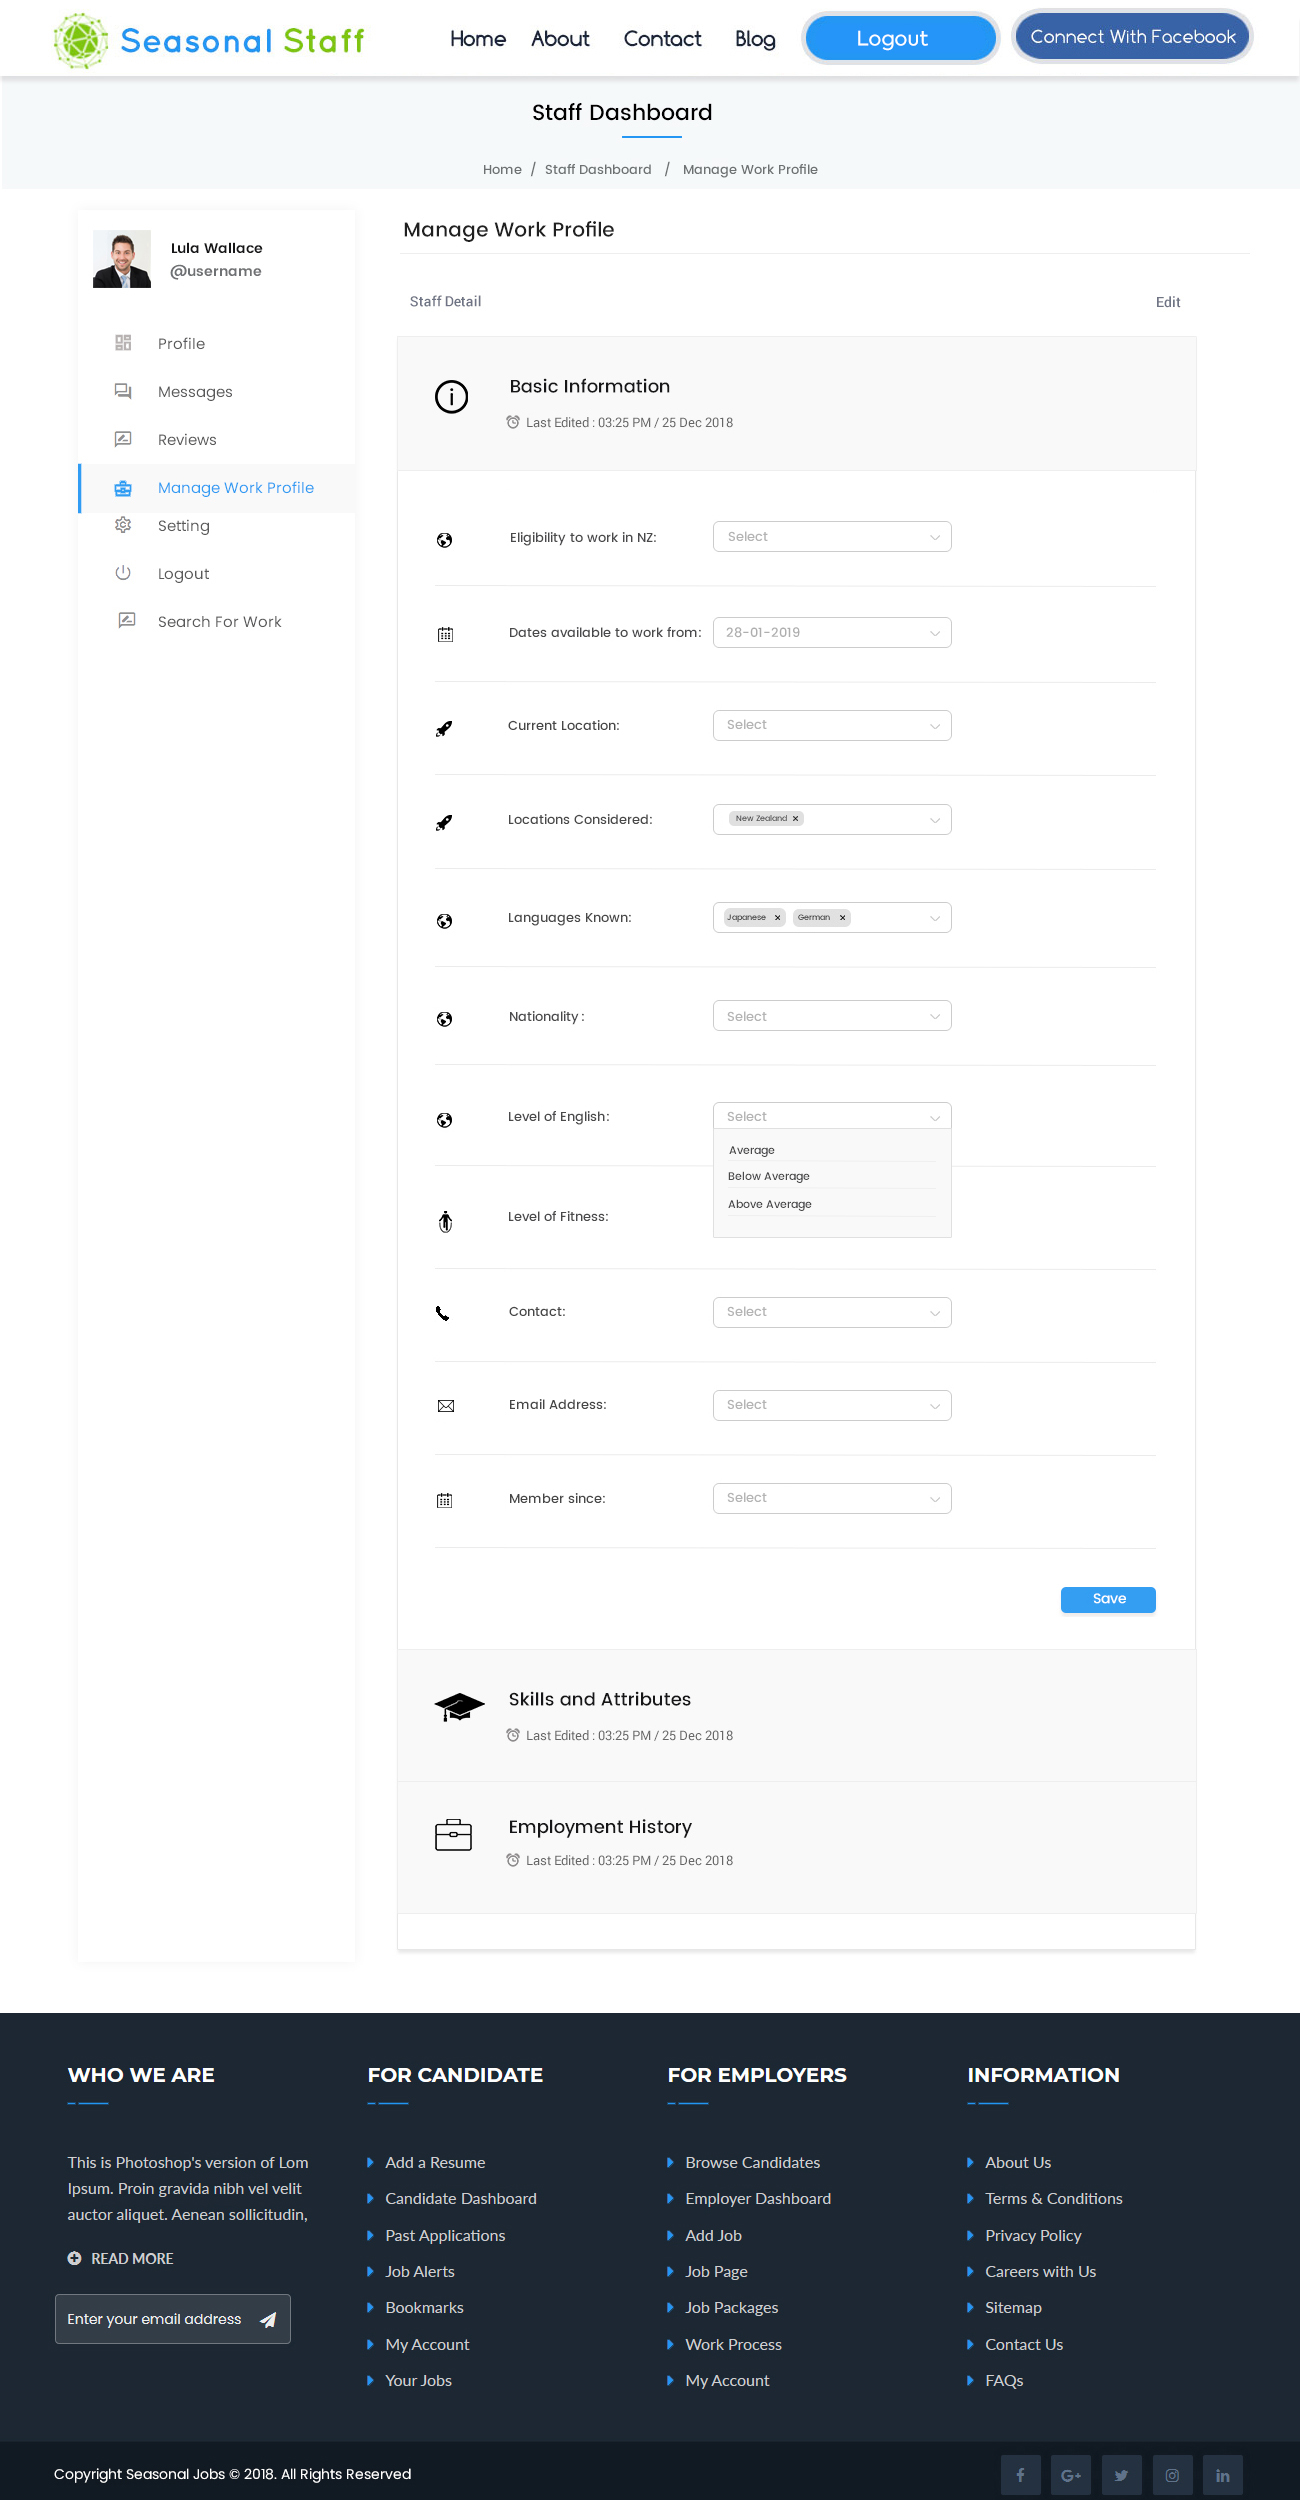 Seasonal Staff
Home About Contact Blog Logout Connect With Facebook
Staff Dashboard
Home / Staff Dashboard / Manage Work Profile
Lula Wallace
@username
Profile
Messages
Reviews
Manage Work Profile
Setting
Logout
Search For Work
Manage Work Profile
Staff Detail Edit
Basic Information
Last Edited : 03:25 PM / 25 Dec 2018
Eligibility to work in NZ: Select
Dates available to work from: 28-01-2019
Current Location: Select
Locations Considered: New Zealand x
Languages Known: Japanese x German x
Nationality : Select
Level of English: Select
Average
Below Average
Above Average
Level of Fitness:
Contact: Select
Email Address: Select
Member since: Select
Save
Skills and Attributes
Last Edited : 03:25 PM / 25 Dec 2018
Employment History
Last Edited : 03:25 PM / 25 Dec 2018
WHO WE ARE
This is Photoshop's version of Lom
Ipsum. Proin gravida nibh vel velit
auctor aliquet. Aenean sollicitudin,
READ MORE
Enter your email address
FOR CANDIDATE
Add a Resume
Candidate Dashboard
Past Applications
Job Alerts
Bookmarks
My Account
Your Jobs
FOR EMPLOYERS
Browse Candidates
Employer Dashboard
Add Job
Job Page
Job Packages
Work Process
My Account
INFORMATION
About Us
Terms & Conditions
Privacy Policy
Careers with Us
Sitemap
Contact Us
FAQs
Copyright Seasonal Jobs © 2018. All Rights Reserved